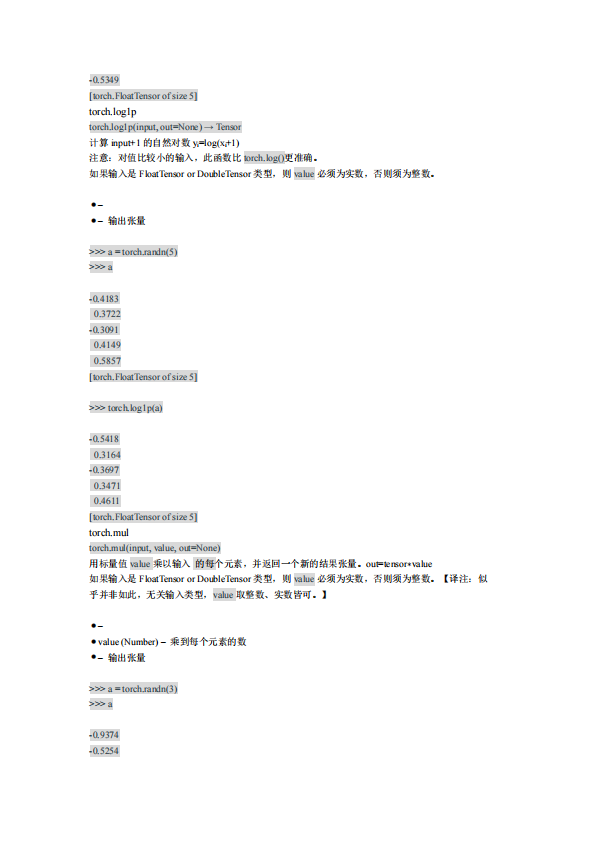 -0.5349
[torch.FloatTensor of size 5]
torch.log1p
torch.log1p(input, out=None) → Tensor
计算 input+1 的自然对数 yᵢ=log(xᵢ+1)
注意：对值比较小的输入，此函数比 torch.log()更准确。
如果输入是 FloatTensor or DoubleTensor 类型，则 value 必须为实数，否则须为整数。
● –
● – 输出张量
>>> a = torch.randn(5)
>>> a
-0.4183
0.3722
-0.3091
0.4149
0.5857
[torch.FloatTensor of size 5]
>>> torch.log1p(a)
-0.5418
0.3164
-0.3697
0.3471
0.4611
[torch.FloatTensor of size 5]
torch.mul
torch.mul(input, value, out=None)
用标量值 value 乘以输入 的每个元素，并返回一个新的结果张量。out=tensor∗value
如果输入是 FloatTensor or DoubleTensor 类型，则 value 必须为实数，否则须为整数。【译注：似
乎并非如此，无关输入类型，value 取整数、实数皆可。】
● –
● value (Number) – 乘到每个元素的数
● – 输出张量
>>> a = torch.randn(3)
>>> a
-0.9374
-0.5254